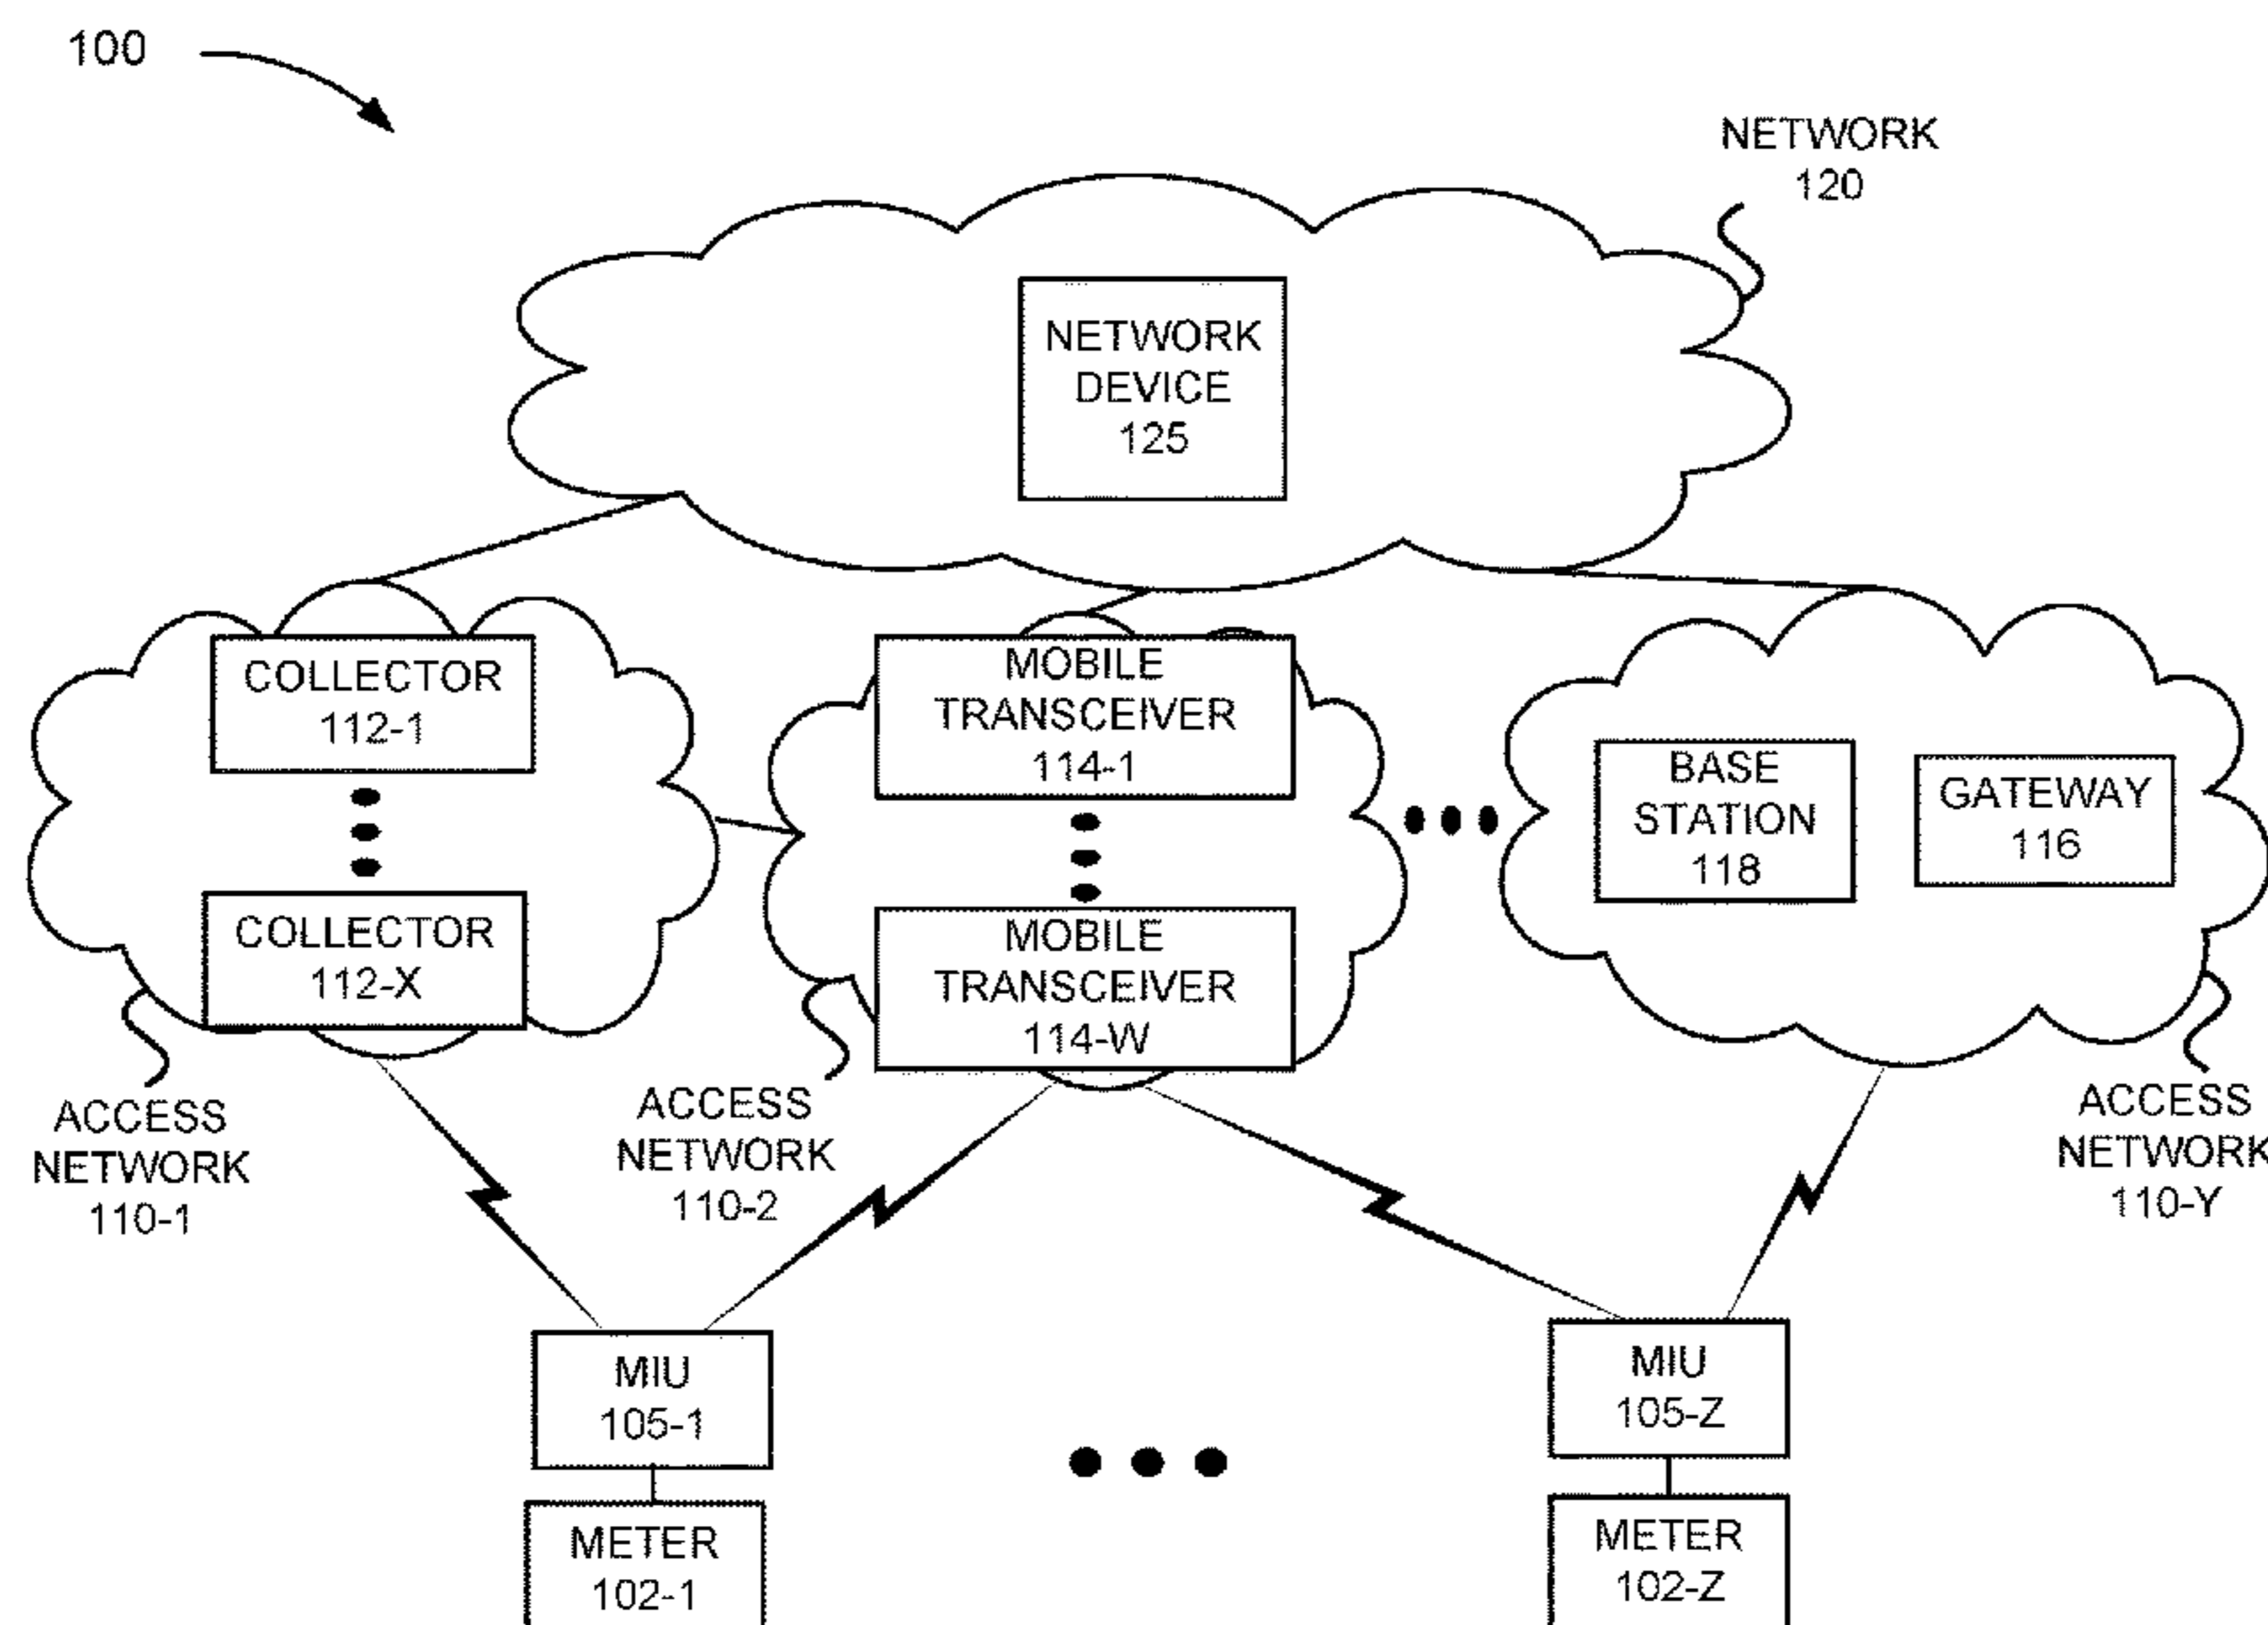 100
NETWORK
120
NETWORK
DEVICE
125
COLLECTOR
112-1
MOBILE
TRANSCEIVER
114-1
BASE
STATION
118
GATEWAY
116
COLLECTOR
112-X
MOBILE
TRANSCEIVER
114-W
ACCESS
NETWORK
110-1
ACCESS
NETWORK
110-2
ACCESS
NETWORK
110-Y
MIU
105-1
MIU
105-Z
METER
102-1
METER
102-Z